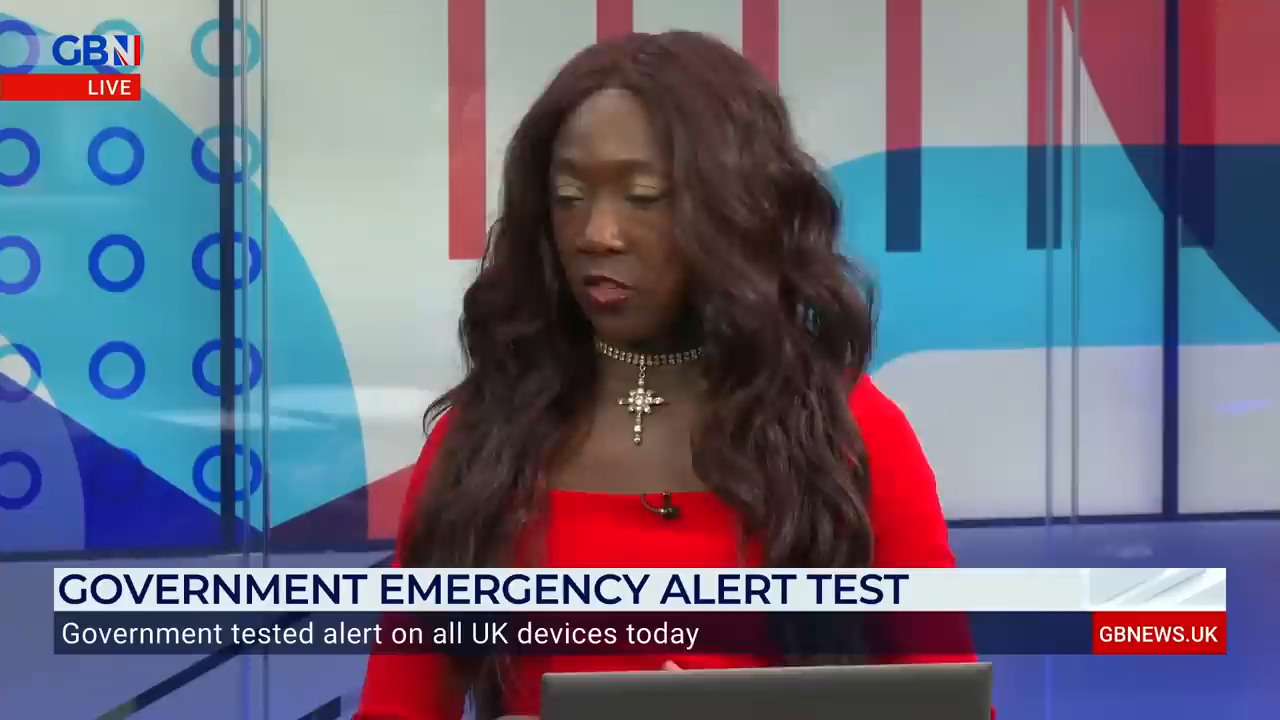 GBN
LIVE
GOVERNMENT EMERGENCY ALERT TEST
Government tested alert on all UK devices today
GBNEWS.UK